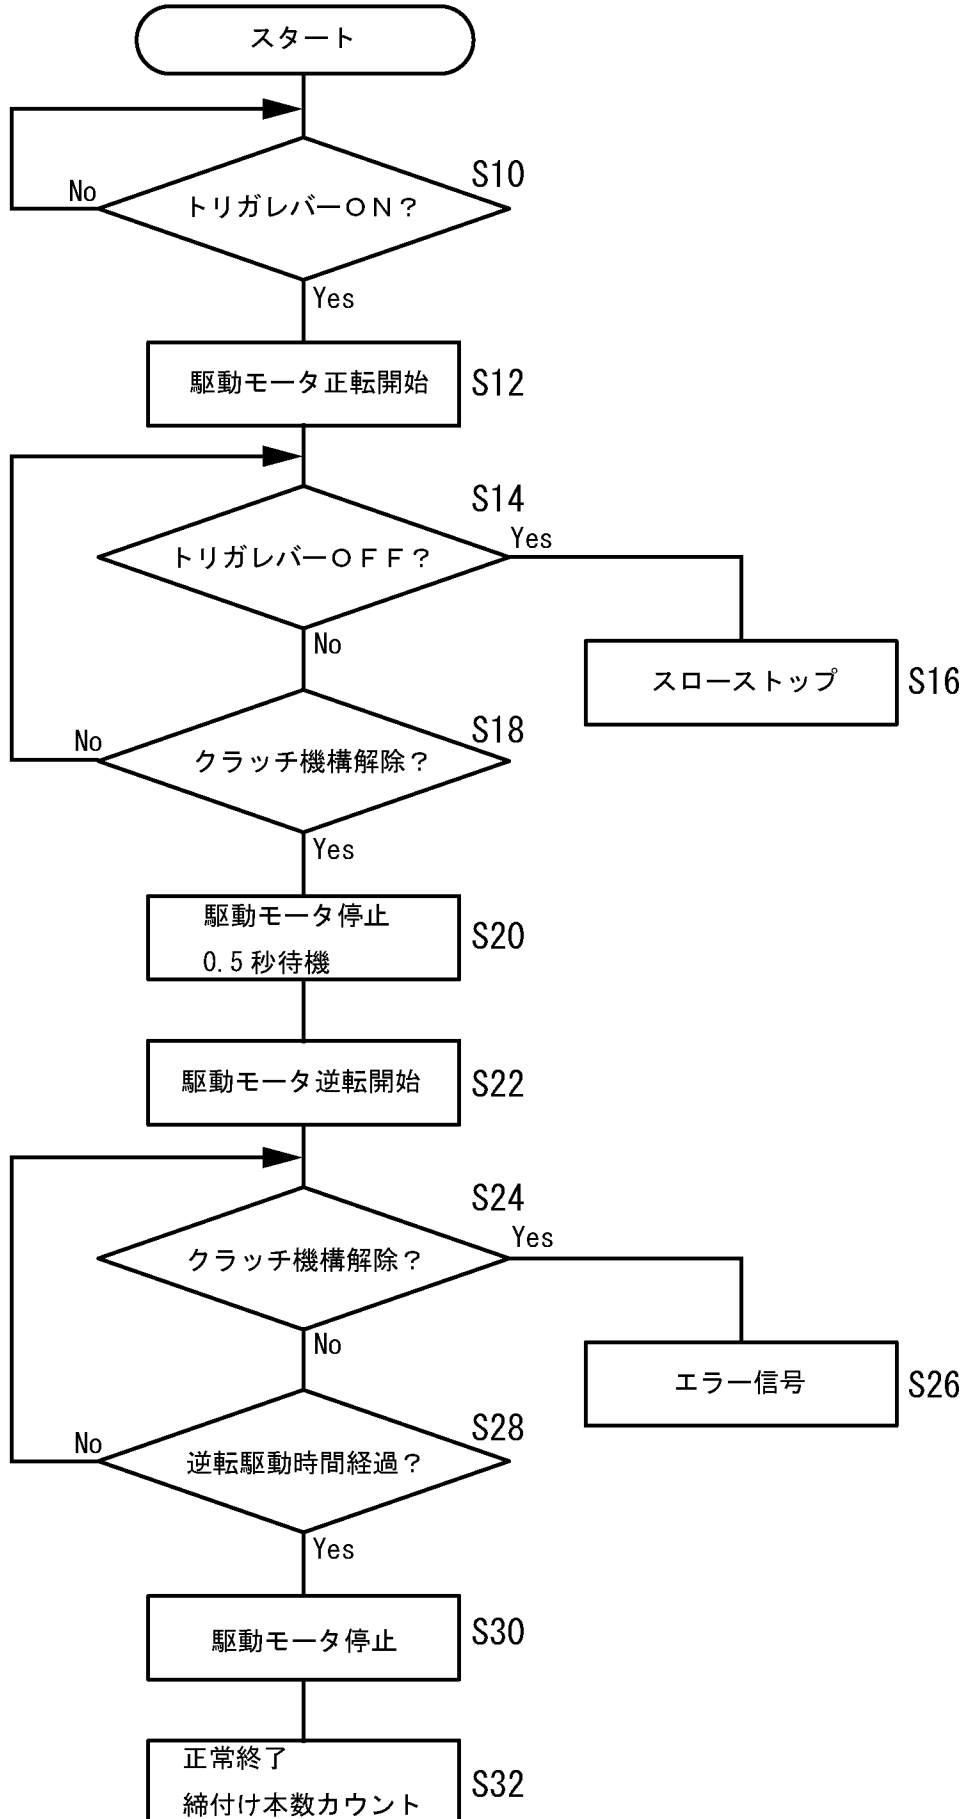 スタート
S10
No
トリガレバーON?
Yes
駆動モータ正転開始
S12
S14
Yes
トリガレバーOFF?
No
スローストップ
S16
S18
No
クラッチ機構解除?
Yes
駆動モータ停止
0.5秒待機
S20
駆動モータ逆転開始
S22
S24
Yes
クラッチ機構解除?
No
エラー信号
S26
S28
No
逆転駆動時間経過?
Yes
駆動モータ停止
S30
正常終了
締付け本数カウント
S32